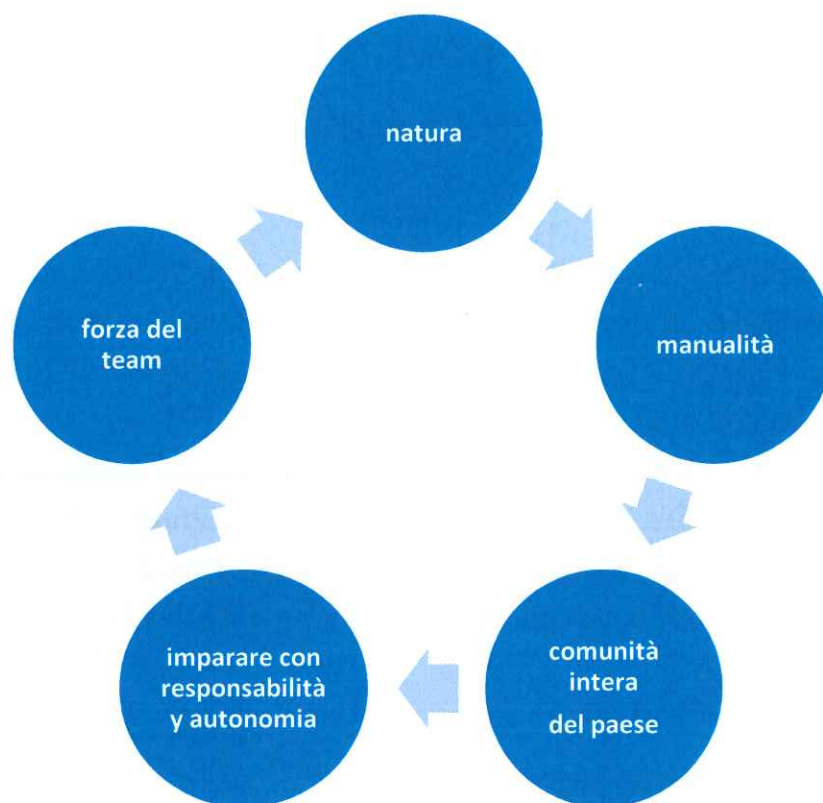 natura
manualità
comunità
intera
del paese
imparare con
responsabilità
y autonomia
forza del
team